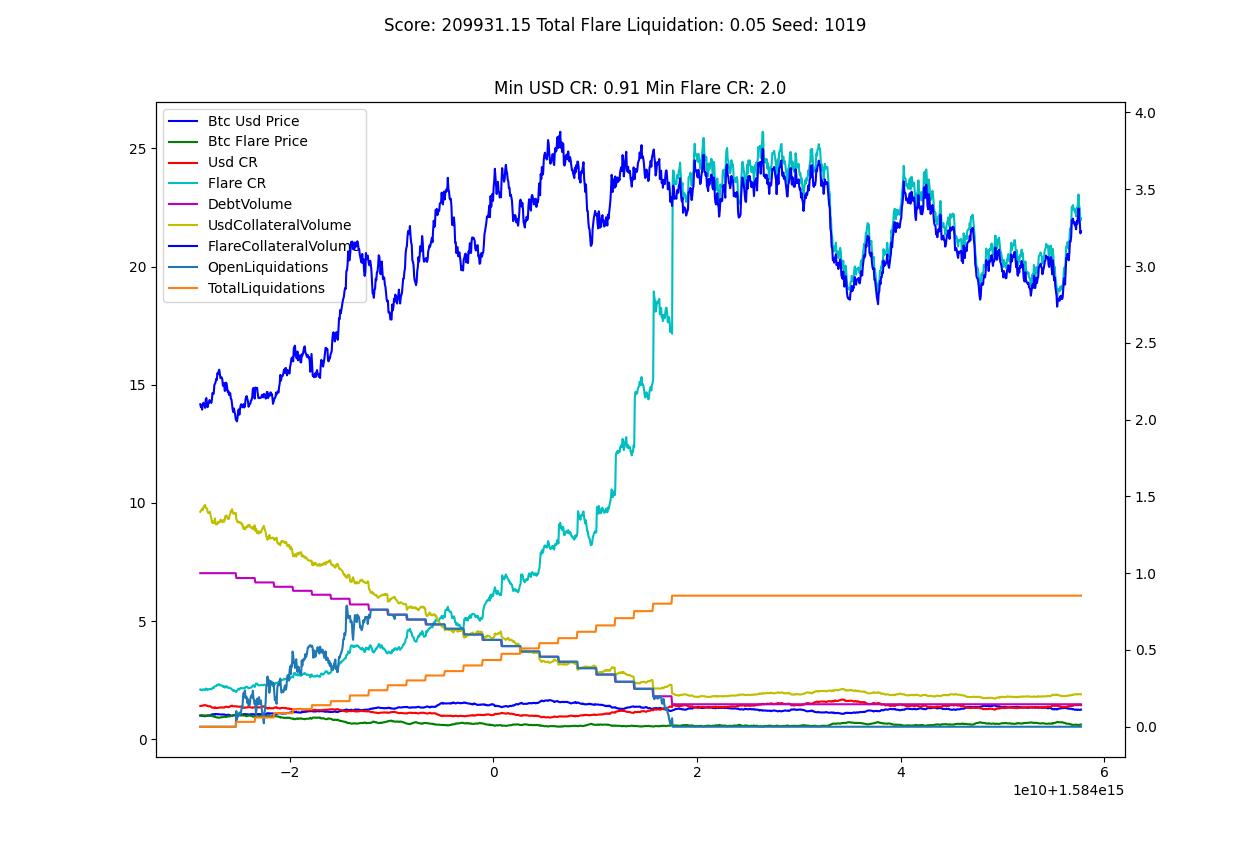 Score: 209931.15 Total Flare Liquidation: 0.05 Seed: 1019
Min USD CR: 0.91 Min Flare CR: 2.0
Btc Usd Price
Btc Flare Price
Usd CR
Flare CR
DebtVolume
UsdCollateralVolume
FlareCollateralVolume
OpenLiquidations
TotalLiquidations
25
20
15
10
5
0
4.0
3.5
3.0
2.5
2.0
1.5
1.0
0.5
0.0
−2
0
2
4
6
1e10+1.584e15